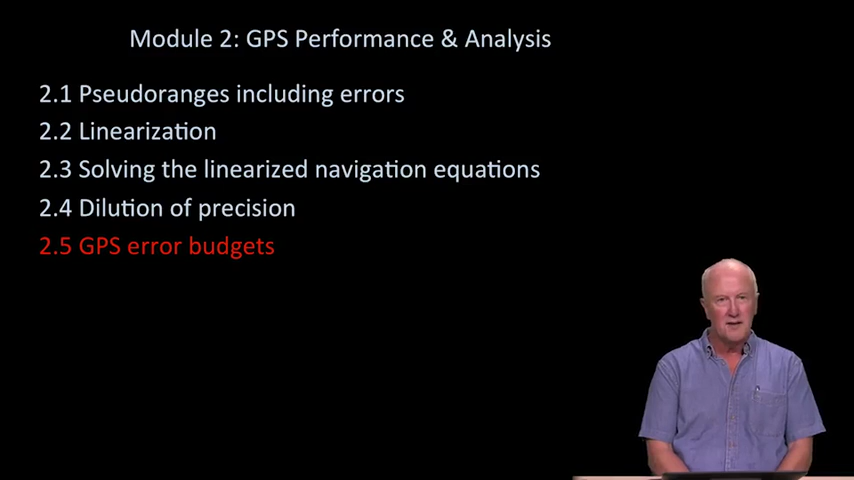 Module 2: GPS Performance & Analysis
2.1 Pseudoranges including errors
2.2 Linearization
2.3 Solving the linearized navigation equations
2.4 Dilution of precision
2.5 GPS error budgets